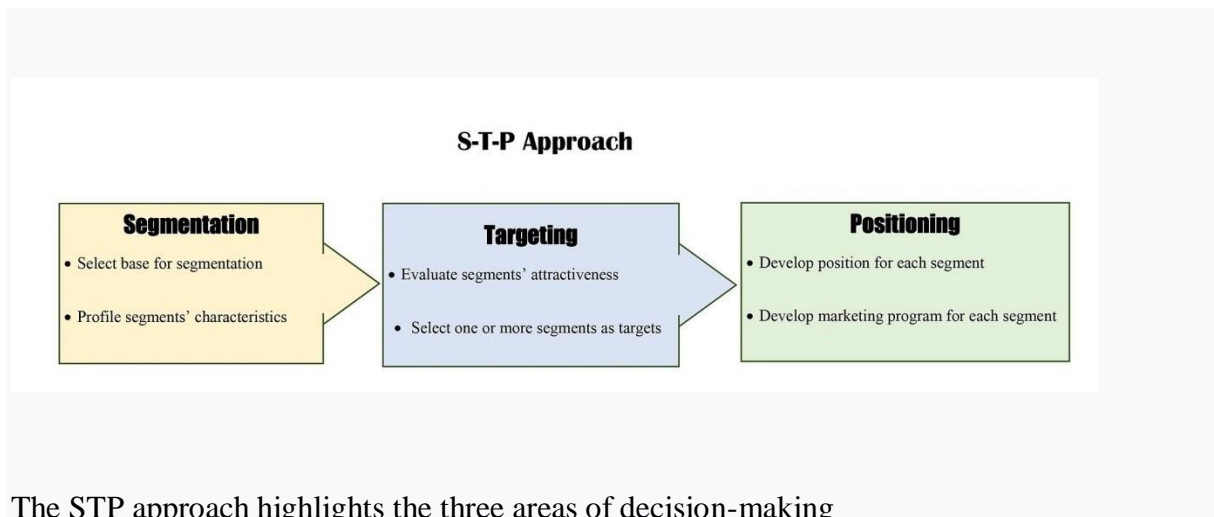 S-T-P Approach
Segmentation
• Select base for segmentation
• Profile segments' characteristics
Targeting
• Evaluate segments' attractiveness
• Select one or more segments as targets
Positioning
• Develop position for each segment
• Develop marketing program for each segment
The STP approach highlights the three areas of decision-making